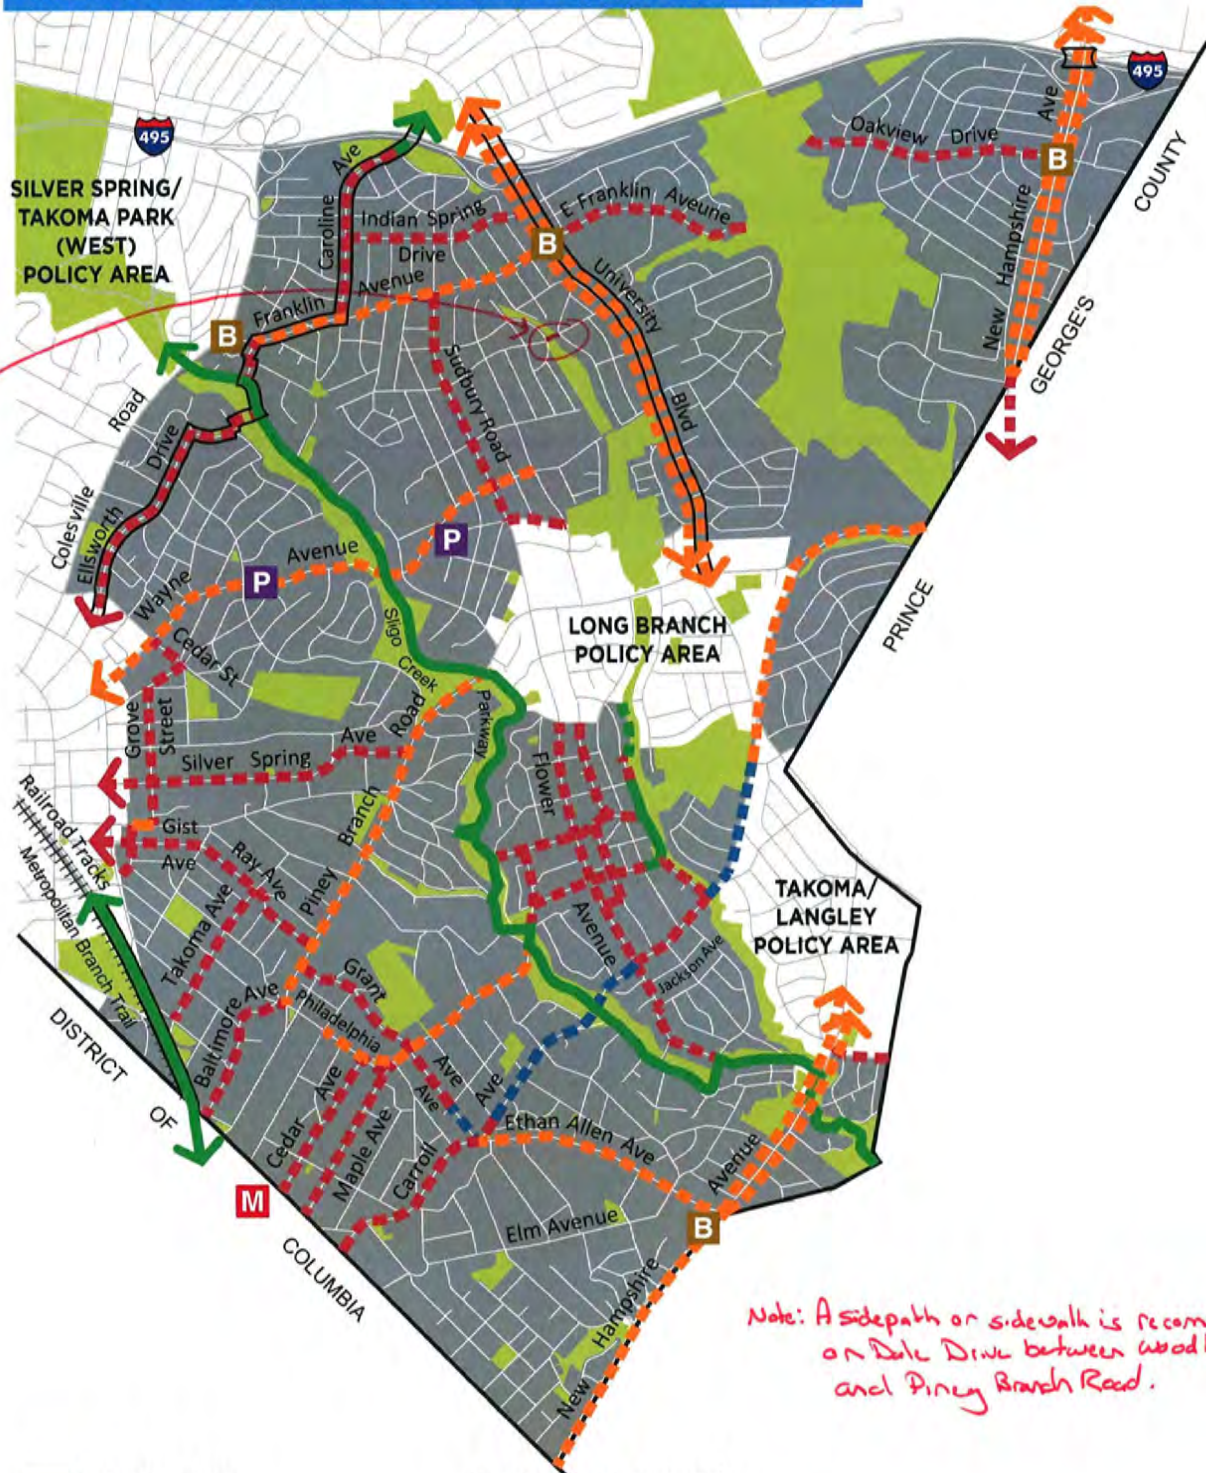 495
495
SILVER SPRING/
TAKOMA PARK
(WEST)
POLICY AREA
Oakview Drive
Ave
New Hampshire
B
COUNTY
GEORGE'S
PRINCE
Caroline
Ave
Indian Spring
Drive
E Franklin Aveune
B
University
Blvd
Franklin
Avenue
B
Sudbury Road
Colesville
Road
Ellsworth
Drive
P
P
Wayne
Avenue
Cedar St
Sligo
Creek
Parkway
LONG BRANCH
POLICY AREA
Grove
Street
Silver Spring
Ave
Piney
Branch
Road
Flower
Avenue
Railroad Tracks
Metropolitan Branch Trail
Gist
Ave
Ray Ave
Takoma Ave
TAKOMA/
LANGLEY
POLICY AREA
Jackson Ave
Grant
Ave
Philadelphia
Ave
Baltimore Ave
DISTRICT
OF
COLUMBIA
Cedar
Ave
Maple Ave
Carroll
Ave
Ethan Allen Ave
Avenue
M
Elm Avenue
B
New Hampshire
Note: A sidepath or sidewalk is
on Dale Drive between
and Piney Branch Road.